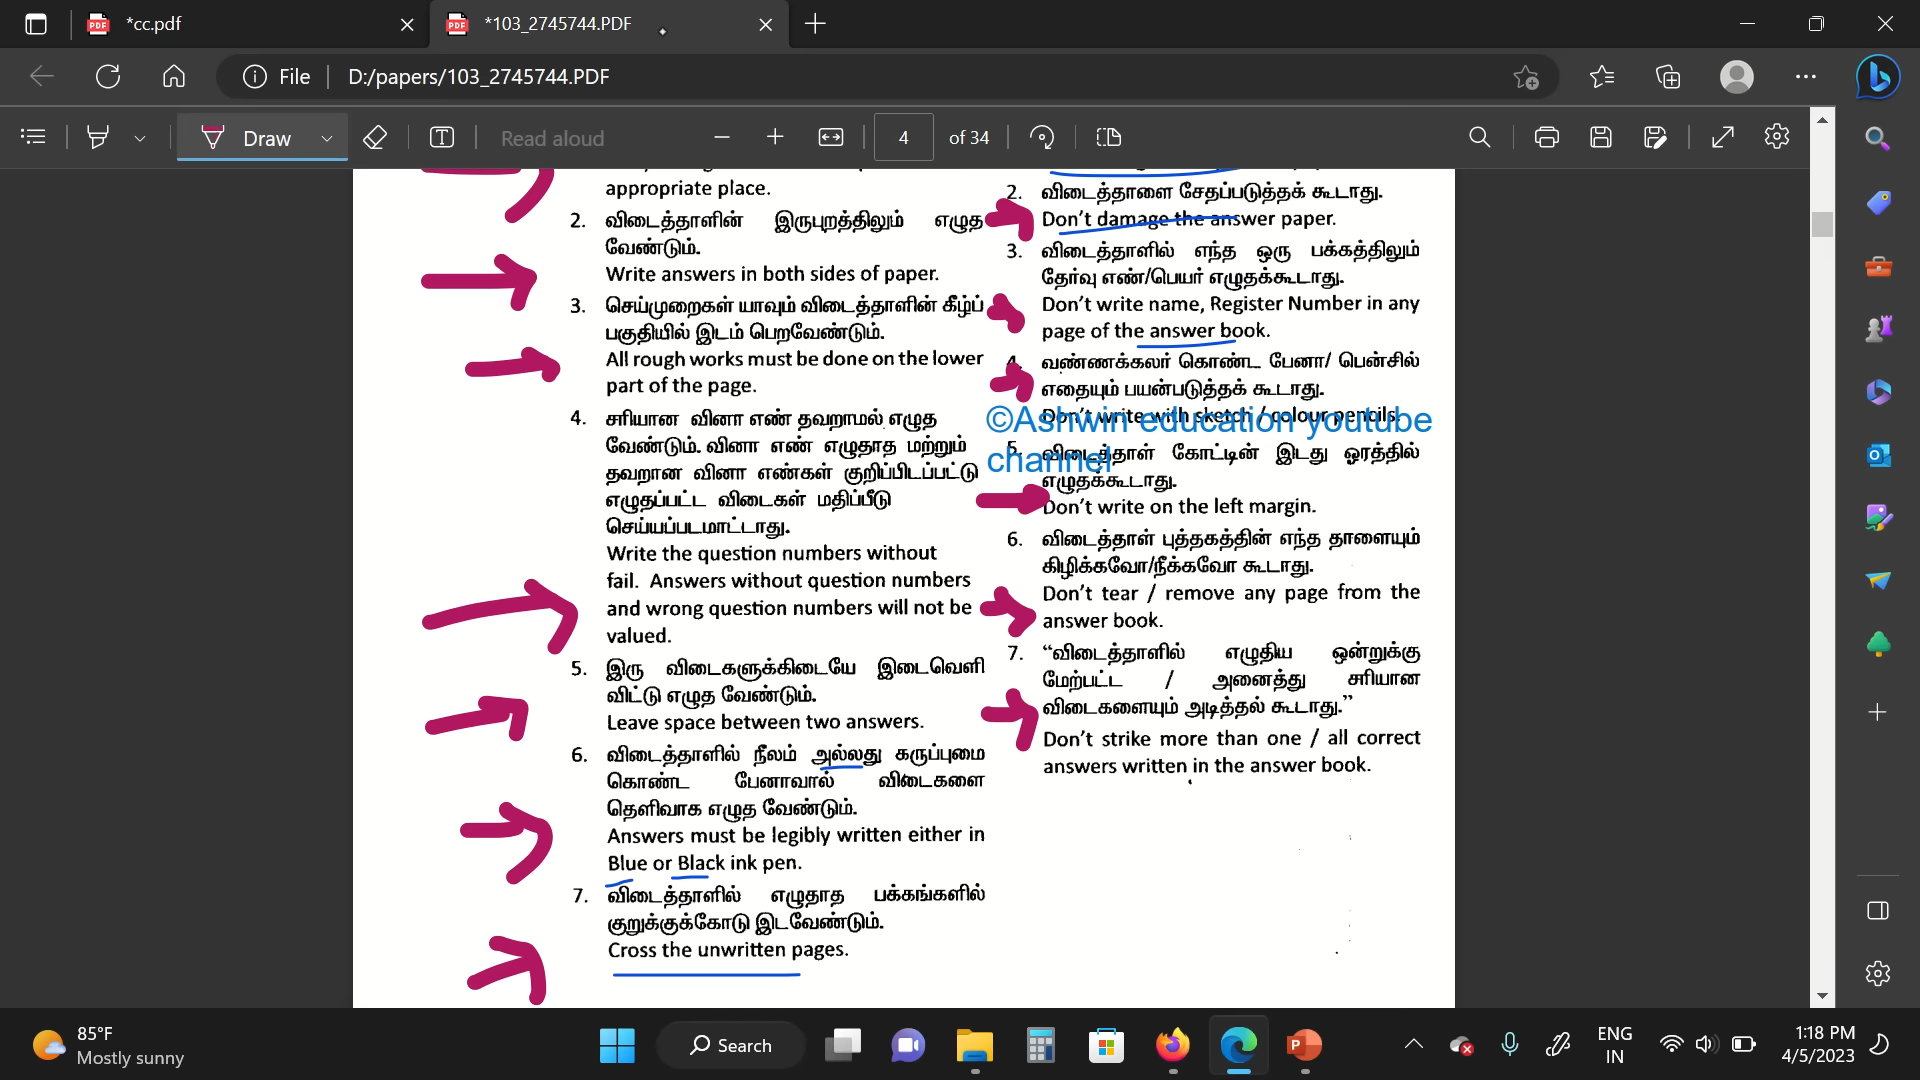 *cc.pdf
*103_2745744.PDF
File
D:/papers/103_2745744.PDF
Draw
Read aloud
4
of 34
appropriate place.
2. விடைத்தாளின் இருபுறத்திலும் எழுத
வேண்டும்.
Write answers in both sides of paper.
3. செய்முறைகள் யாவும் விடைத்தாளின் கீழ்ப்
பகுதியில் இடம் பெறவேண்டும்.
All rough works must be done on the lower
part of the page.
4. சரியான வினா எண் தவறாமல் எழுத
வேண்டும். வினா எண் எழுதாத மற்றும்
தவறான வினா எண்கள் குறிப்பிடப்பட்டு
எழுதப்பட்ட விடைகள் மதிப்பீடு
செய்யப்படமாட்டாது.
Write the question numbers without
fail. Answers without question numbers
and wrong question numbers will not be
valued.
5. இரு விடைகளுக்கிடையே இடைவெளி
விட்டு எழுத வேண்டும்.
Leave space between two answers.
6. விடைத்தாளில் நீலம் அல்லது கருப்புமை
கொண்ட பேனாவால் விடைகளை
தெளிவாக எழுத வேண்டும்.
Answers must be legibly written either in
Blue or Black ink pen.
7. விடைத்தாளில் எழுதாத பக்கங்களில்
குறுக்குக்கோடு இடவேண்டும்.
Cross the unwritten pages.
2. விடைத்தாளை சேதப்படுத்தக் கூடாது.
Don't damage the answer paper.
3. விடைத்தாளில் எந்த ஒரு பக்கத்திலும்
தேர்வு எண்/பெயர் எழுதக்கூடாது.
Don't write name, Register Number in any
page of the answer book.
4. வண்ணக்கலர் கொண்ட பேனா/ பென்சில்
எதையும் பயன்படுத்தக் கூடாது.
Don't write with sketch / colour pencils.
©Ashwin education youtube
channel
5. விடைத்தாள் கோட்டின் இடது ஓரத்தில்
எழுதக்கூடாது.
Don't write on the left margin.
6. விடைத்தாள் புத்தகத்தின் எந்த தாளையும்
கிழிக்கவோ/நீக்கவோ கூடாது.
Don't tear / remove any page from the
answer book.
7. “விடைத்தாளில் எழுதிய ஒன்றுக்கு
மேற்பட்ட / அனைத்து சரியான
விடைகளையும் அடித்தல் கூடாது.”
Don't strike more than one / all correct
answers written in the answer book.
85°F
Mostly sunny
Search
ENG
IN
1:18 PM
4/5/2023